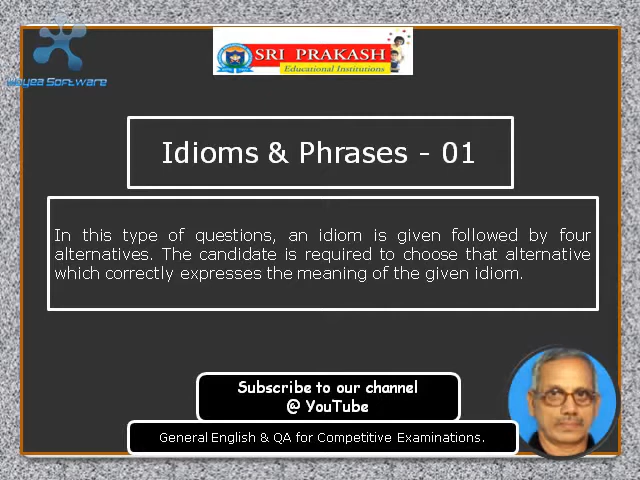 SRI PRAKASH
Educational Institutions
Idioms & Phrases - 01
In this type of questions, an idiom is given followed by four
alternatives. The candidate is required to choose that alternative
which correctly expresses the meaning of the given idiom.
Subscribe to our channel
@ YouTube
General English & QA for Competitive Examinations.